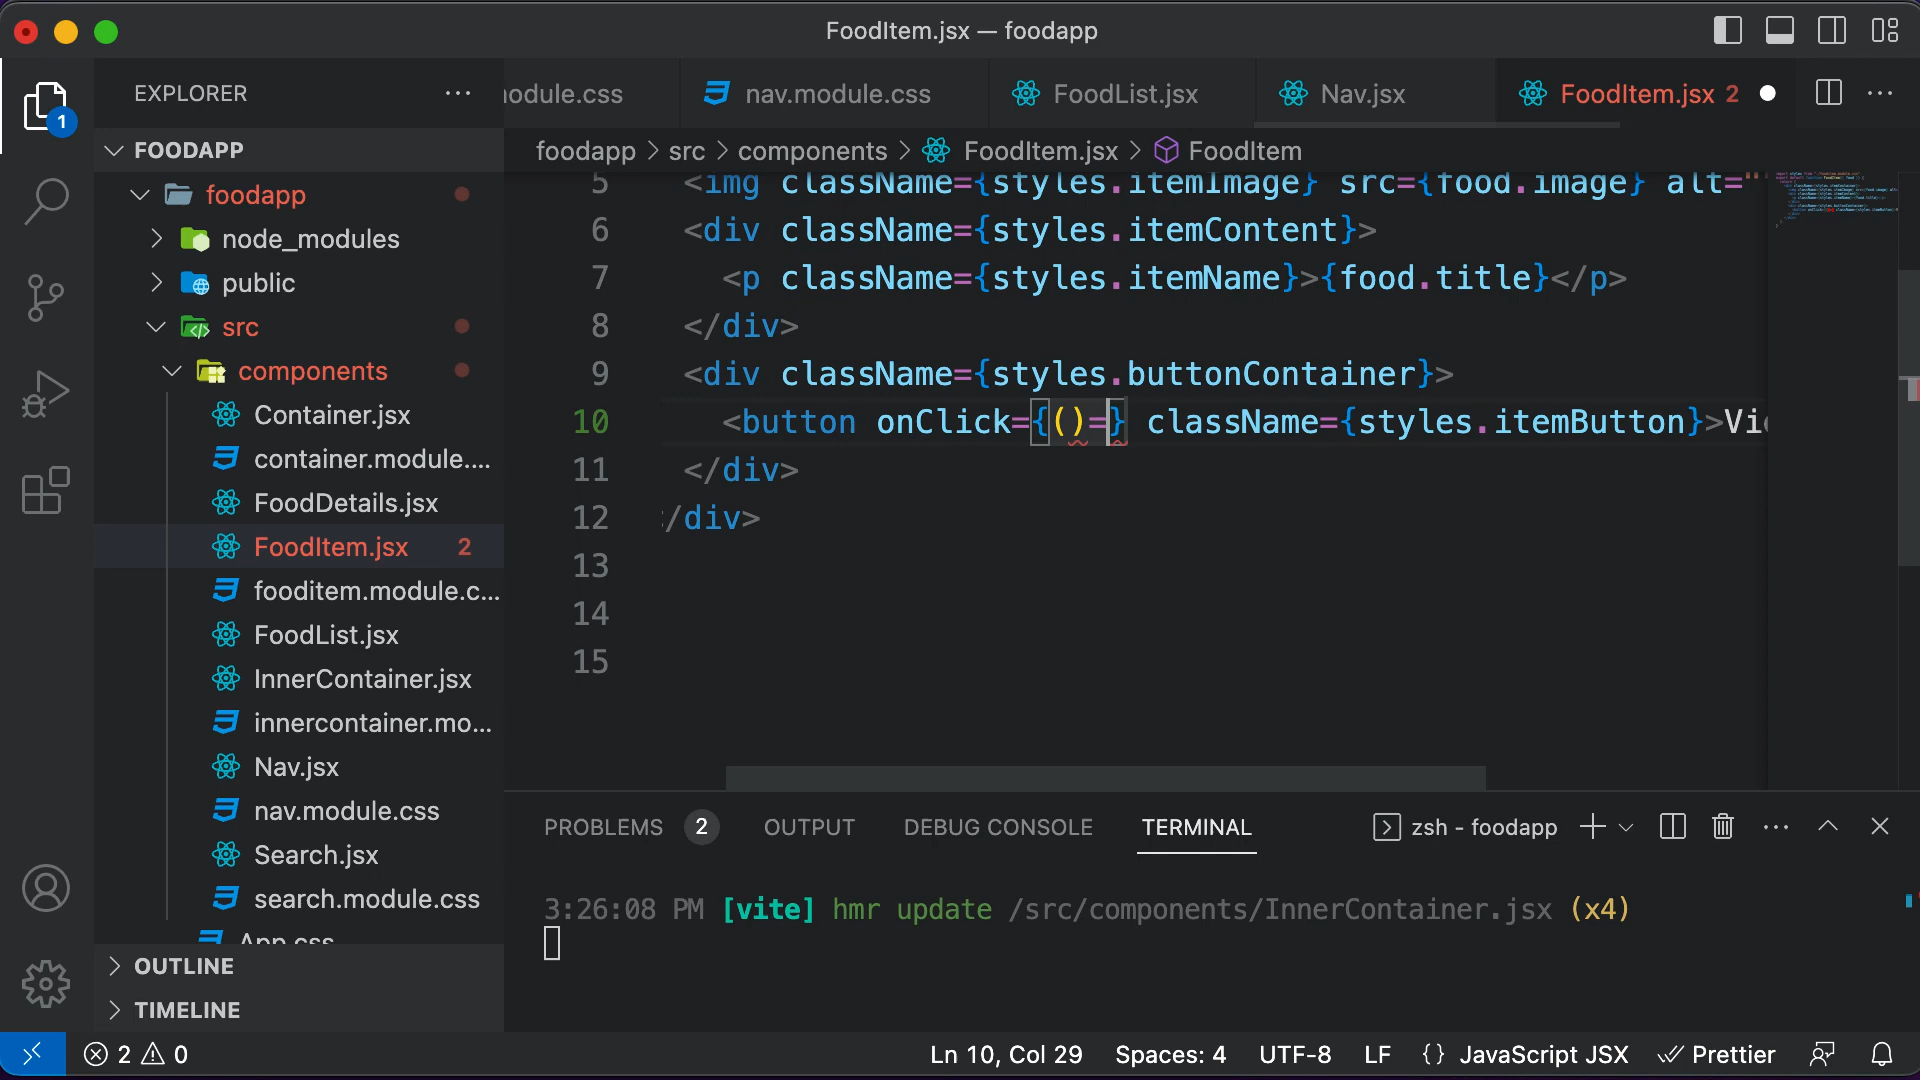 FoodItem.jsx — foodapp
EXPLORER
odule.css
nav.module.css
FoodList.jsx
Nav.jsx
FoodItem.jsx 2
1
FOODAPP
foodapp > src > components > FoodItem.jsx > FoodItem
foodapp
node_modules
public
src
components
Container.jsx
container.module....
FoodDetails.jsx
FoodItem.jsx 2
fooditem.module.c...
FoodList.jsx
InnerContainer.jsx
innercontainer.mo...
Nav.jsx
nav.module.css
Search.jsx
search.module.css
App.css
OUTLINE
TIMELINE
5 <img className={styles.itemImage} src={food.image} alt=""
6 <div className={styles.itemContent}>
7 <p className={styles.itemName}>{food.title}</p>
8 </div>
9 <div className={styles.buttonContainer}>
10 <button onClick={()=} className={styles.itemButton}>Vi
11 </div>
12 /div>
13
14
15
PROBLEMS 2 OUTPUT DEBUG CONSOLE TERMINAL zsh - foodapp
3:26:08 PM [vite] hmr update /src/components/InnerContainer.jsx (x4)
2 0 Ln 10, Col 29 Spaces: 4 UTF-8 LF {} JavaScript JSX Prettier